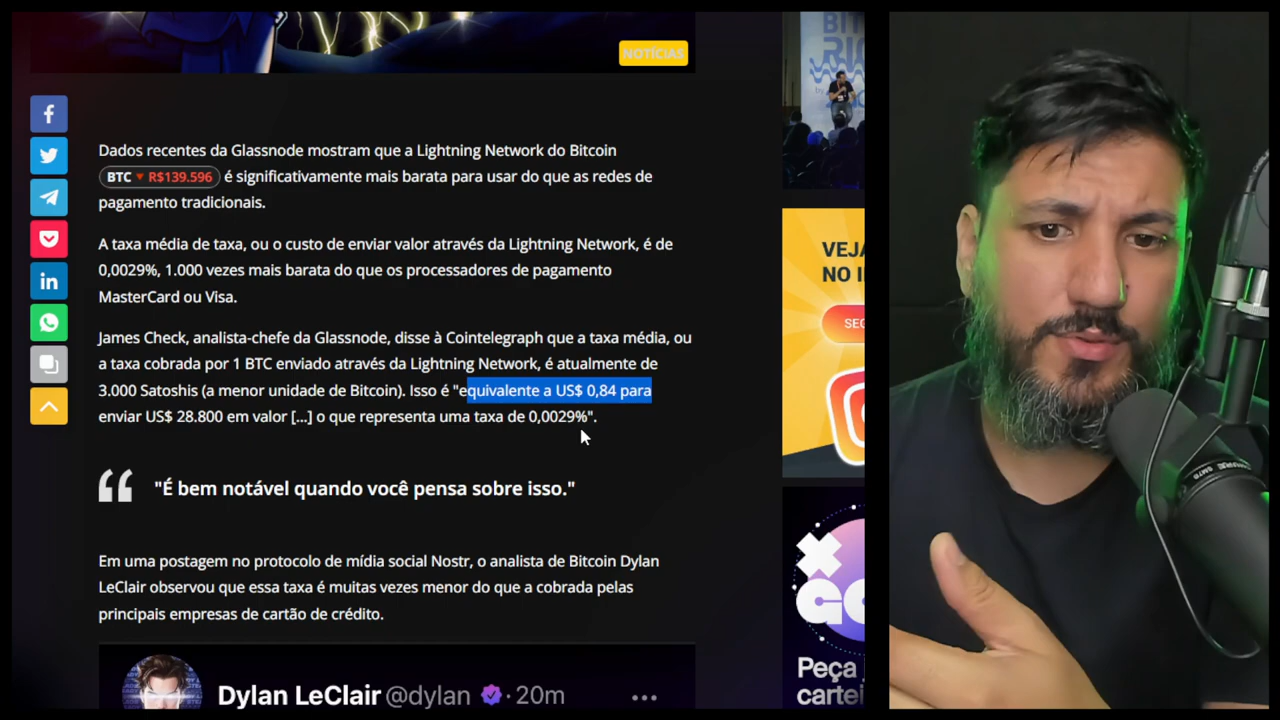 NOTÍCIAS
Dados recentes da Glassnode mostram que a Lightning Network do Bitcoin
BTC ▼ R$139.596 é significativamente mais barata para usar do que as redes de
pagamento tradicionais.
A taxa média de taxa, ou o custo de enviar valor através da Lightning Network, é de
0,0029%, 1.000 vezes mais barata do que os processadores de pagamento
MasterCard ou Visa.
James Check, analista-chefe da Glassnode, disse à Cointelegraph que a taxa média, ou
a taxa cobrada por 1 BTC enviado através da Lightning Network, é atualmente de
3.000 Satoshis (a menor unidade de Bitcoin). Isso é "equivalente a US$ 0,84 para
enviar US$ 28.800 em valor [...] o que representa uma taxa de 0,0029%".
"É bem notável quando você pensa sobre isso."
Em uma postagem no protocolo de mídia social Nostr, o analista de Bitcoin Dylan
LeClair observou que essa taxa é muitas vezes menor do que a cobrada pelas
principais empresas de cartão de crédito.
Dylan LeClair @dylan · 20m ...
BIT
RIO
by
VEJA
NO I
SEG
Peça
cartei
SM7B